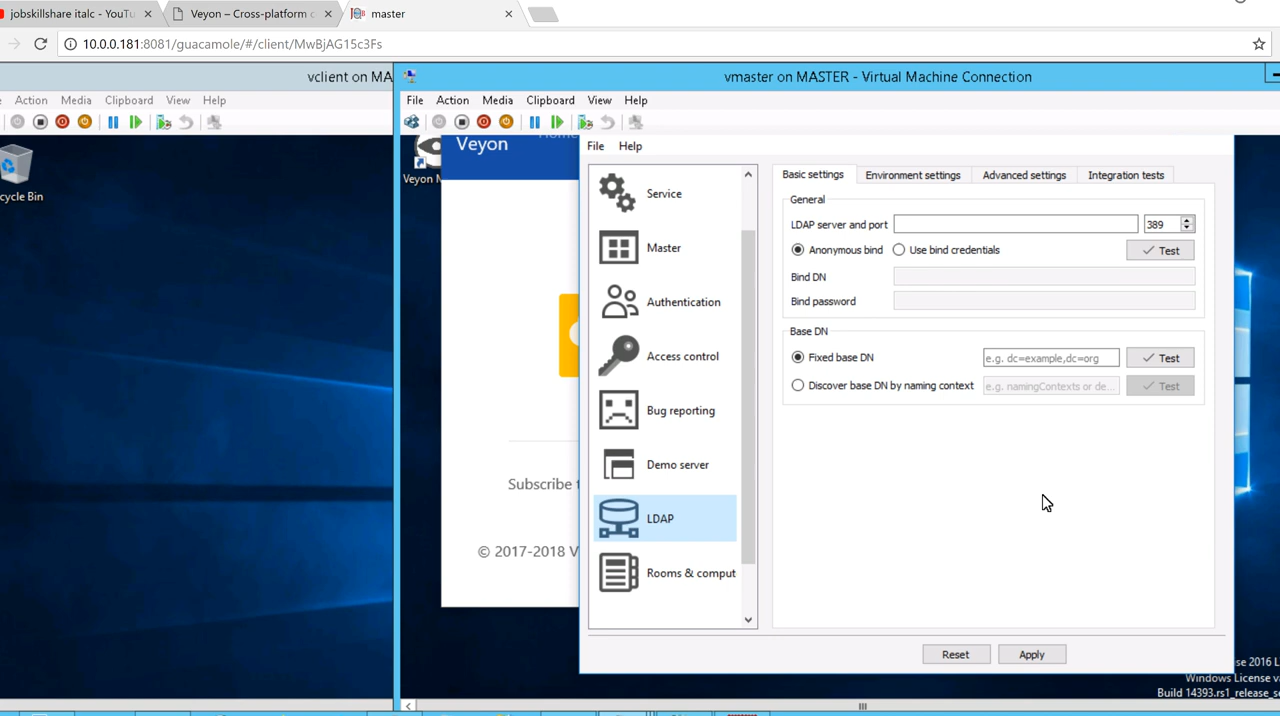 jobskillshare italc - YouTu
Veyon – Cross-platform c
master
10.0.0.181:8081/guacamole/#/client/MwBjAG15c3Fs
vclient on MA
vmaster on MASTER - Virtual Machine Connection
Action Media Clipboard View Help
File Action Media Clipboard View Help
cycle Bin
Veyon M
Veyon
Home
File Help
Service
Master
Authentication
Access control
Bug reporting
Demo server
LDAP
Rooms & comput
Basic settings Environment settings Advanced settings Integration tests
General
LDAP server and port 389
Anonymous bind Use bind credentials Test
Bind DN
Bind password
Base DN
Fixed base DN e.g. dc=example,dc=org Test
Discover base DN by naming context e.g. namingContexts or de... Test
Subscribe t
© 2017-2018 V
Reset Apply
se 2016 L
Windows License va
Build 14393.rs1_release_s